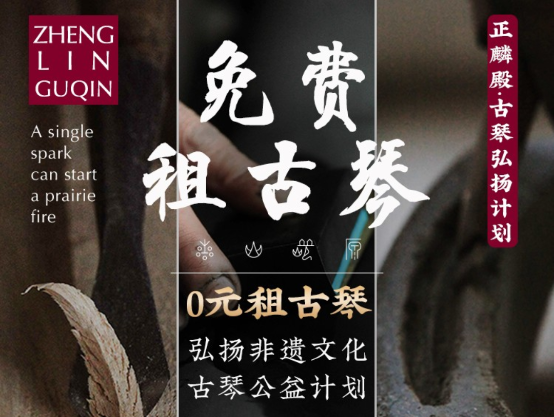 ZHENG
LIN
GUQIN
A single
spark
can start
a prairie
fire
免费
租古琴
0元租古琴
弘扬非遗文化
古琴公益计划
正麟殿·古琴弘扬计划